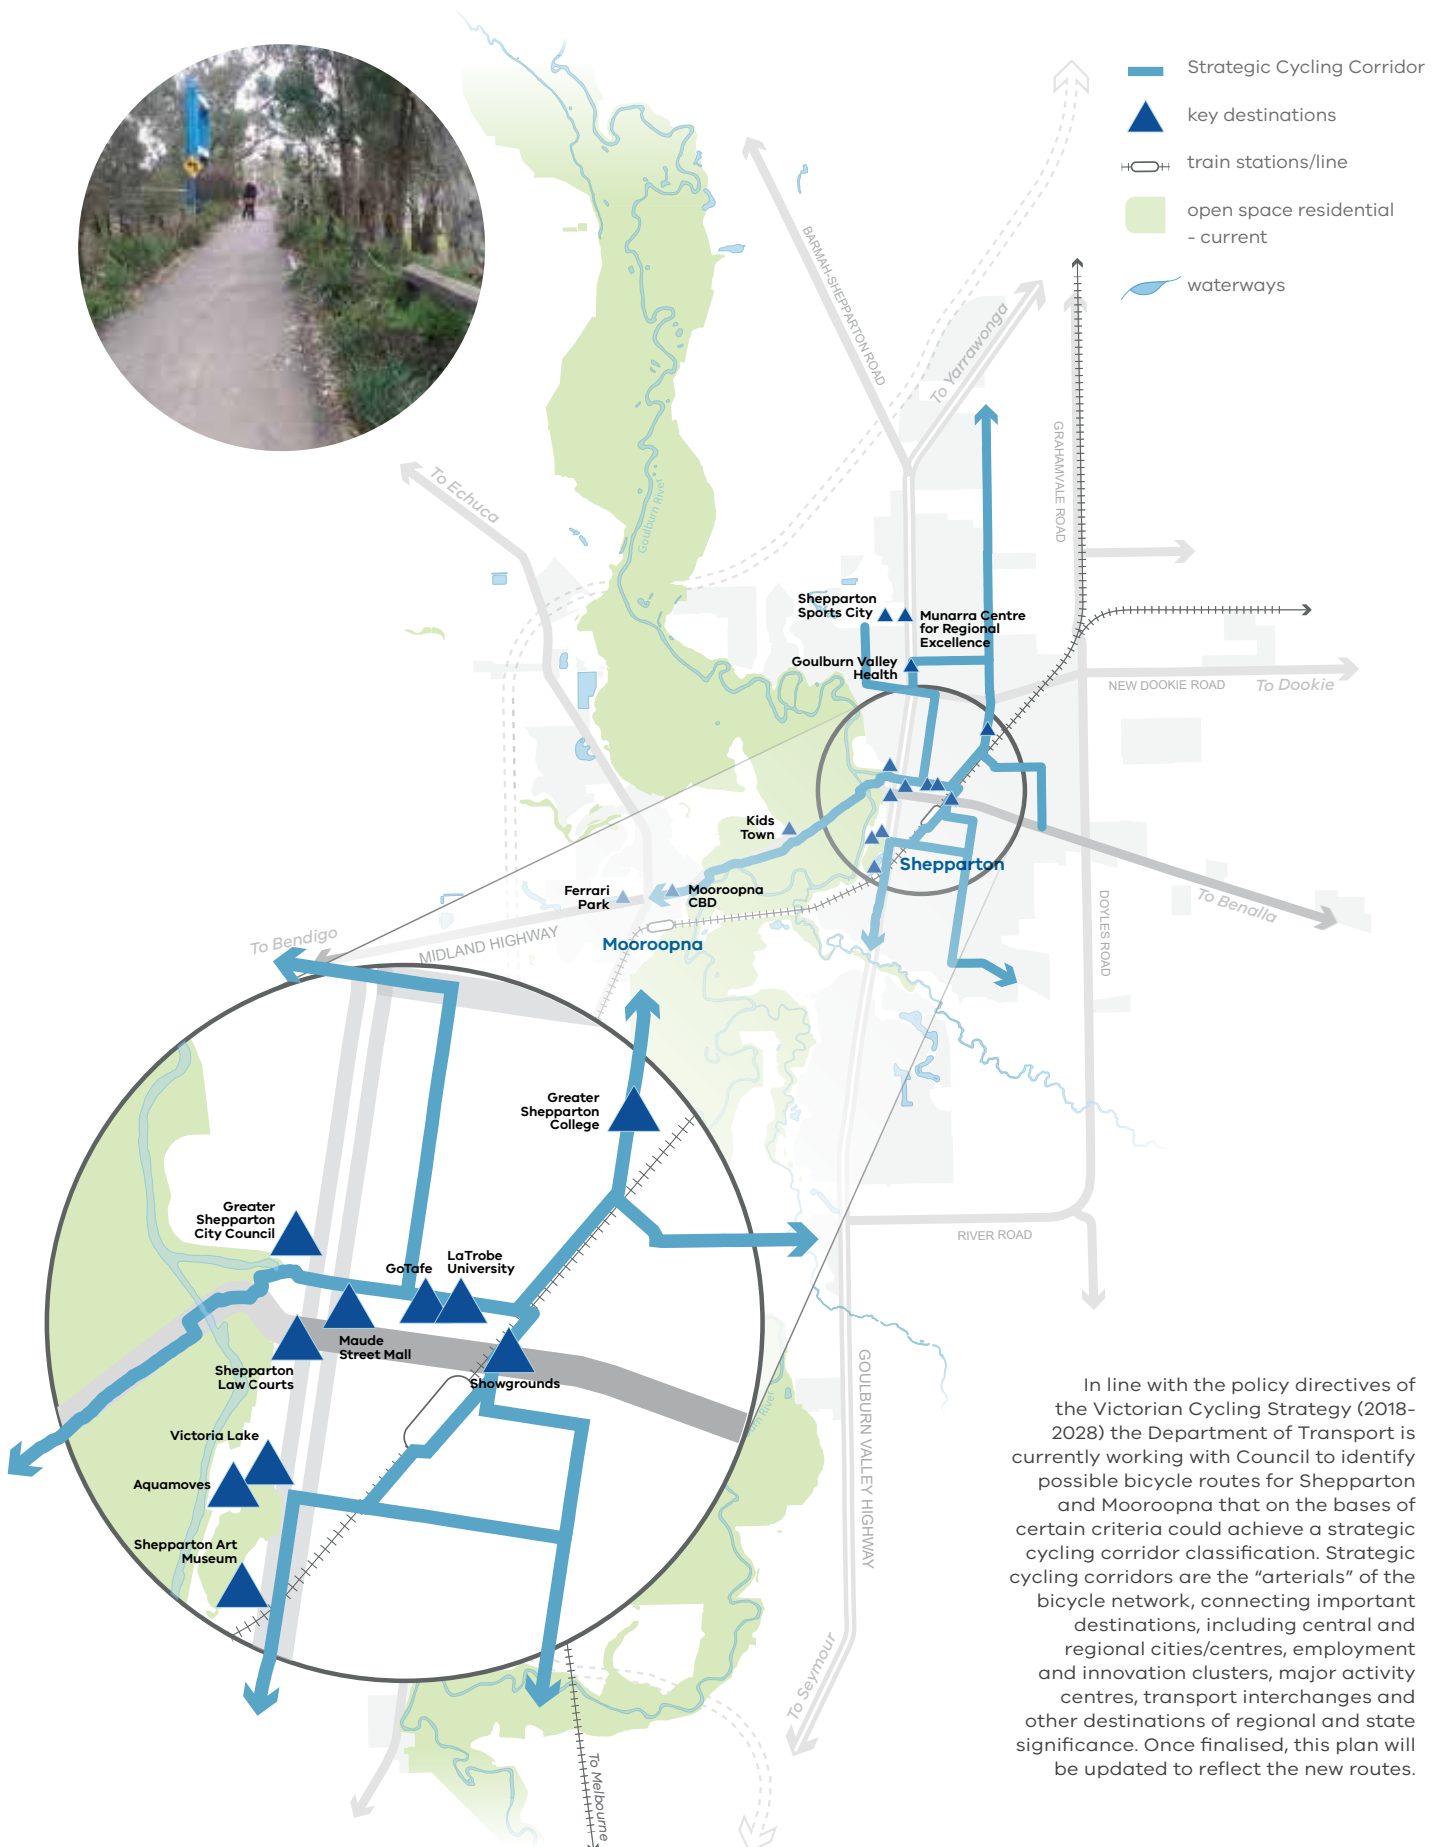 Strategic Cycling Corridor
key destinations
train stations/line
open space residential
- current
waterways
BARMAH-SHEPPARTON ROAD
To Yarrawonga
GRAHAMVALE ROAD
To Echuca
Goulburn River
Shepparton
Sports City
Munarra Centre
for Regional
Excellence
Goulburn Valley
Health
NEW DOOKIE ROAD
To Dookie
Kids
Town
Shepparton
Ferrari
Park
Mooroopna
CBD
To Benalla
DOYLES ROAD
To Bendigo
MIDLAND HIGHWAY
Mooroopna
Greater
Shepparton
College
Greater
Shepparton
City Council
GoTafe
LaTrobe
University
Maude
Street Mall
Shepparton
Law Courts
Showgrounds
Victoria Lake
Aquamoves
Shepparton Art
Museum
RIVER ROAD
GOULBURN VALLEY HIGHWAY
River
To Seymour
To Melbourne
In line with the policy directives of
the Victorian Cycling Strategy (2018-
2028) the Department of Transport is
currently working with Council to identify
possible bicycle routes for Shepparton
and Mooroopna that on the bases of
certain criteria could achieve a strategic
cycling corridor classification. Strategic
cycling corridors are the “arterials” of the
bicycle network, connecting important
destinations, including central and
regional cities/centres, employment
and innovation clusters, major activity
centres, transport interchanges and
other destinations of regional and state
significance. Once finalised, this plan will
be updated to reflect the new routes.